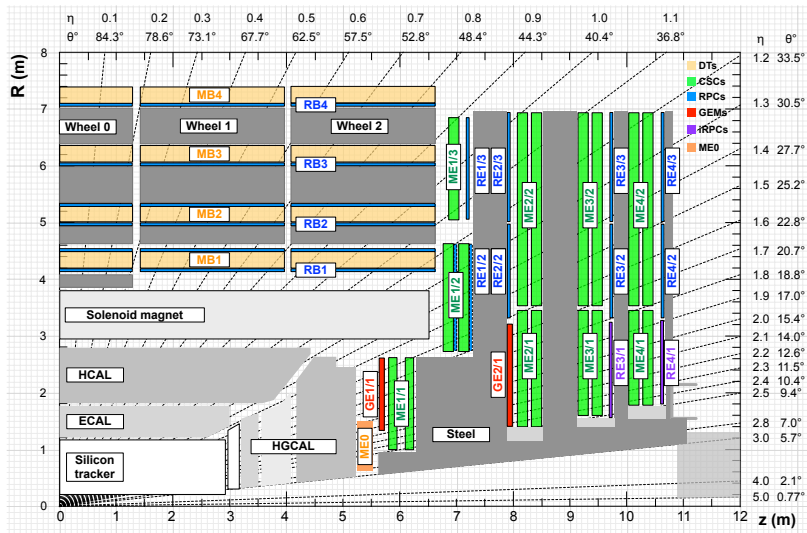 η 0.1 0.2 0.3 0.4 0.5 0.6 0.7 0.8 0.9 1.0 1.1
θ° 84.3° 78.6° 73.1° 67.7° 62.5° 57.5° 52.8° 48.4° 44.3° 40.4° 36.8° η θ°
R (m)
8
7
6
5
4
3
2
1
0
1.2 33.5°
1.3 30.5°
1.4 27.7°
1.5 25.2°
1.6 22.8°
1.7 20.7°
1.8 18.8°
1.9 17.0°
2.0 15.4°
2.1 14.0°
2.2 12.6°
2.3 11.5°
2.4 10.4°
2.5 9.4°
2.8 7.0°
3.0 5.7°
4.0 2.1°
5.0 0.77°
DTs
CSCs
RPCs
GEMs
iRPCs
ME0
MB4
RB4
Wheel 0
Wheel 1
Wheel 2
MB3
RB3
MB2
RB2
MB1
RB1
Solenoid magnet
HCAL
ECAL
Silicon
tracker
HGCAL
Steel
ME0
GE1/1
ME1/1
ME1/2
ME1/3
RE1/3
RE2/3
RE1/2
RE2/2
GE2/1
ME2/2
ME2/1
ME3/2
ME3/1
RE3/3
RE3/2
RE3/1
ME4/2
ME4/1
RE4/3
RE4/2
RE4/1
0 1 2 3 4 5 6 7 8 9 10 11 12
z (m)